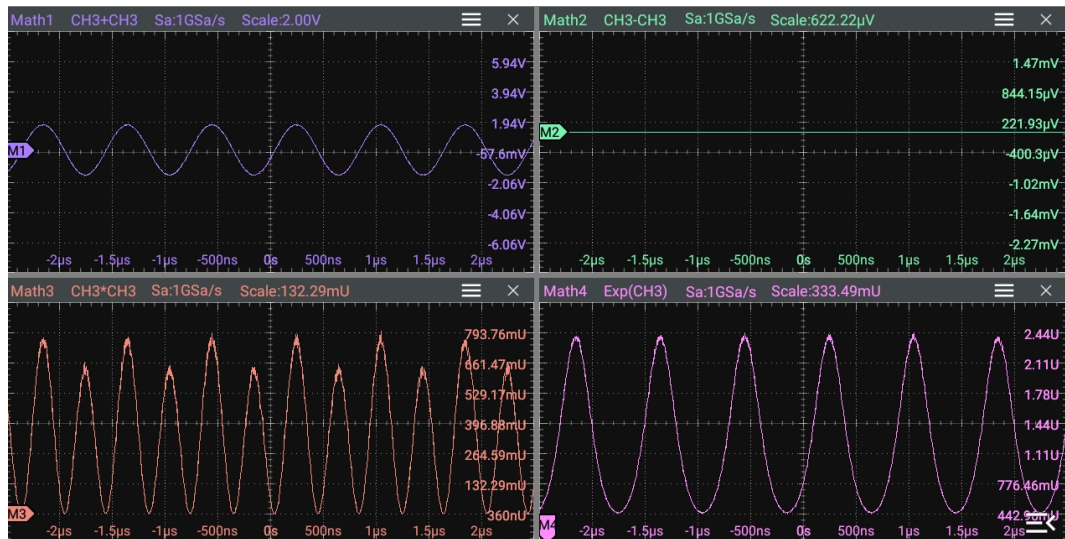 Math1 CH3+CH3 Sa:1GSa/s Scale:2.00V
5.94V
3.94V
1.94V
M1
-57.6mV
-2.06V
-4.06V
-6.06V
-2µs -1.5µs -1µs -500ns 0s 500ns 1µs 1.5µs 2µs
Math2 CH3-CH3 Sa:1GSa/s Scale:622.22µV
1.47mV
844.15µV
221.93µV
M2
-400.3µV
-1.02mV
-1.64mV
-2.27mV
-2µs -1.5µs -1µs -500ns 0s 500ns 1µs 1.5µs 2µs
Math3 CH3*CH3 Sa:1GSa/s Scale:132.29mU
793.76mU
661.47mU
529.17mU
396.88mU
264.59mU
132.29mU
M3 360nU
-2µs -1.5µs -1µs -500ns 0s 500ns 1µs 1.5µs 2µs
Math4 Exp(CH3) Sa:1GSa/s Scale:333.49mU
2.44U
2.11U
1.78U
1.44U
1.11U
776.46mU
M4
-2µs -1.5µs -1µs -500ns 0s 500ns 1µs 1.5µs 2µs